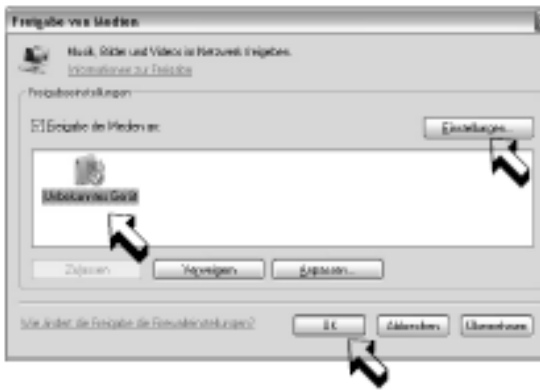 Freigabe von Medien
Musik, Bilder und Videos im Netzwerk freigeben.
Informationen zur Freigabe
Freigabeeinstellungen
Freigabe der Medien an:
Einstellungen...
Unbekanntes Gerät
Zulassen
Verweigern
Anpassen...
Wie ändert die Freigabe die Firewalleinstellungen?
OK
Abbrechen
Übernehmen